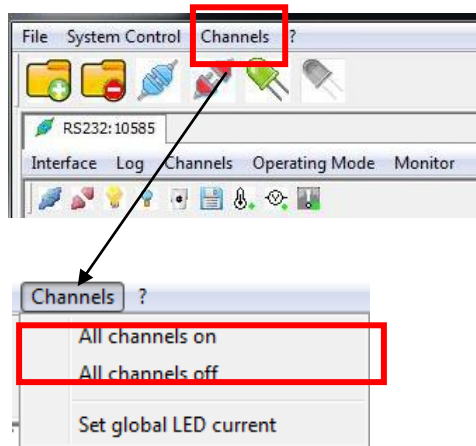 File System Control Channels ?
RS232:10585
Interface Log Channels Operating Mode Monitor
Channels ?
All channels on
All channels off
Set global LED current